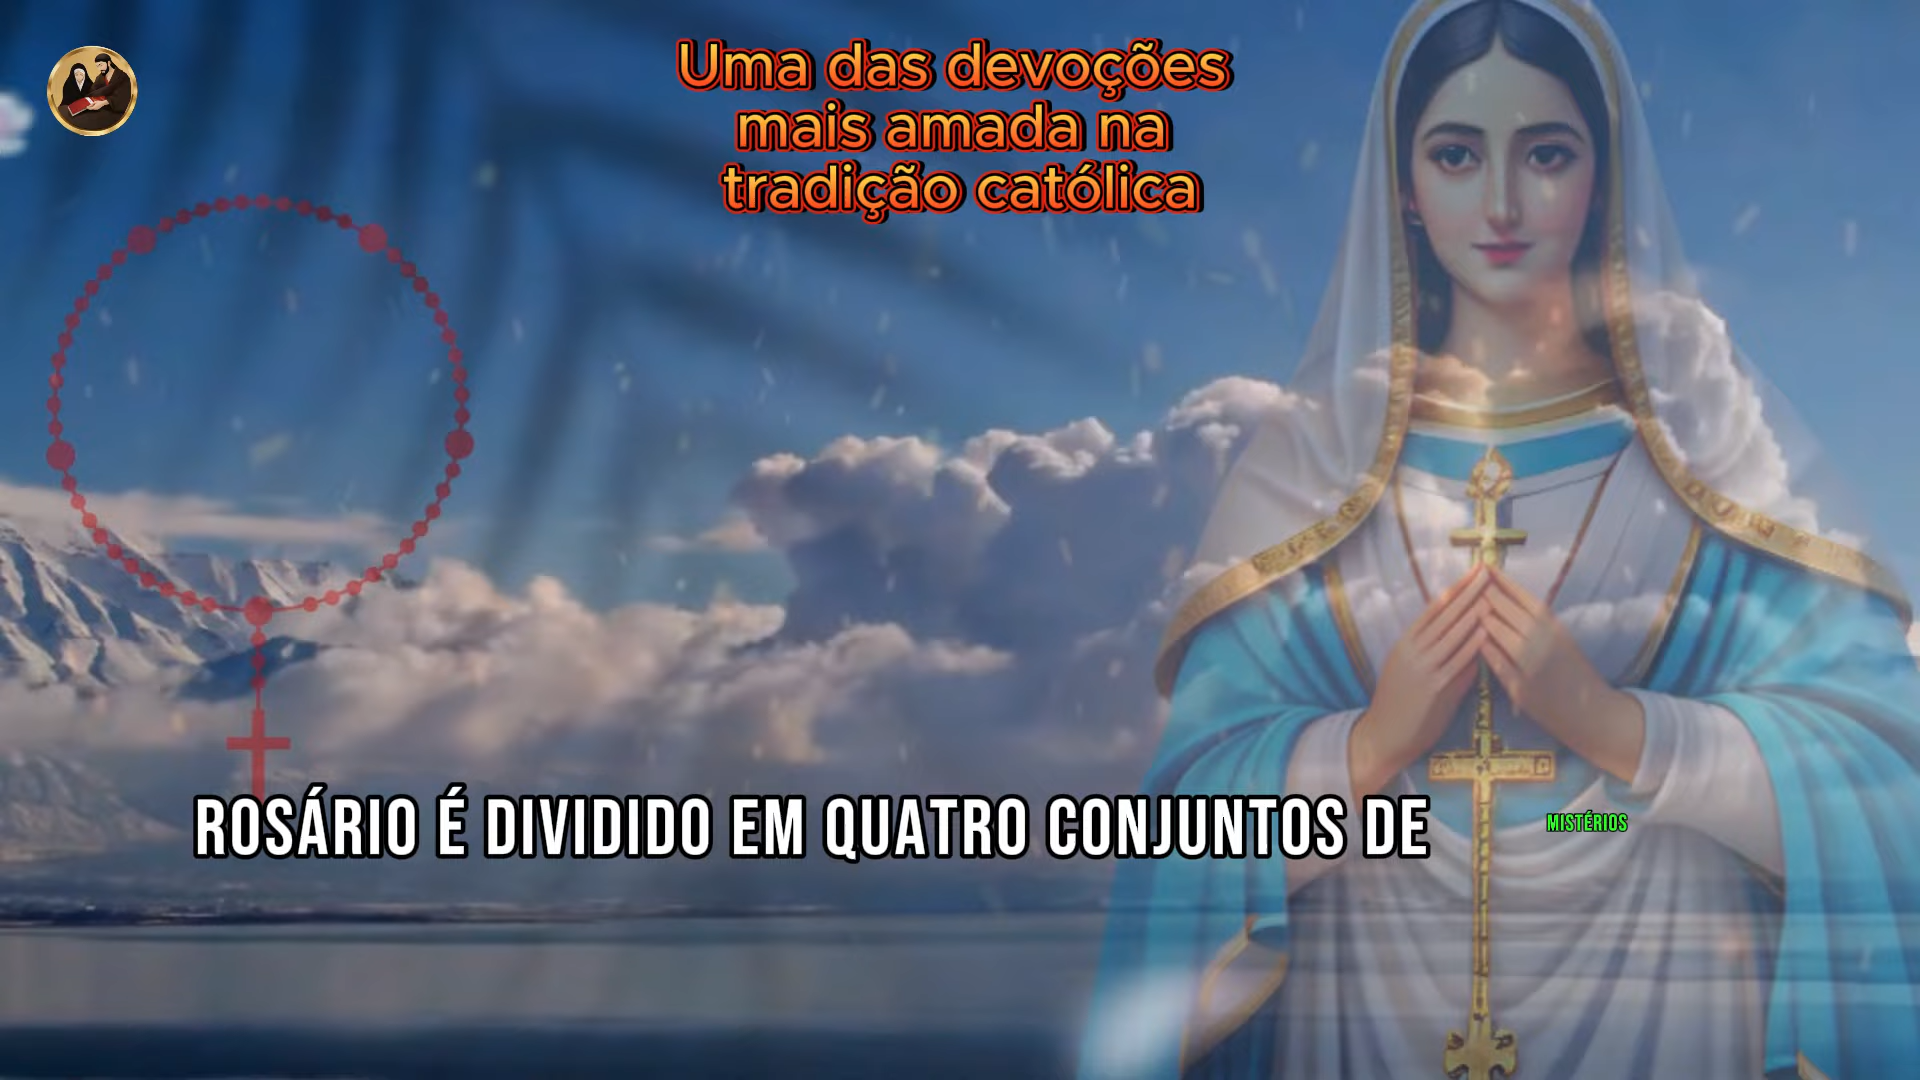 Uma das devoções
mais amada na
tradição católica
ROSÁRIO É DIVIDIDO EM QUATRO CONJUNTOS DE MISTÉRIOS